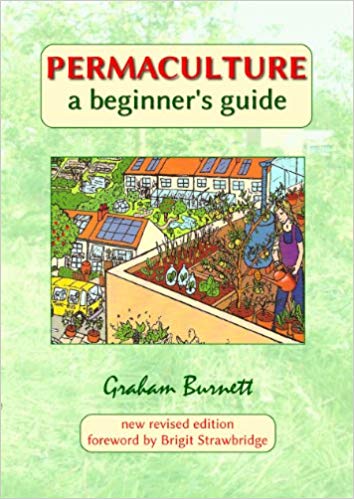 PERMACULTURE
a beginner's guide
Graham Burnett
new revised edition
foreword by Brigit Strawbridge